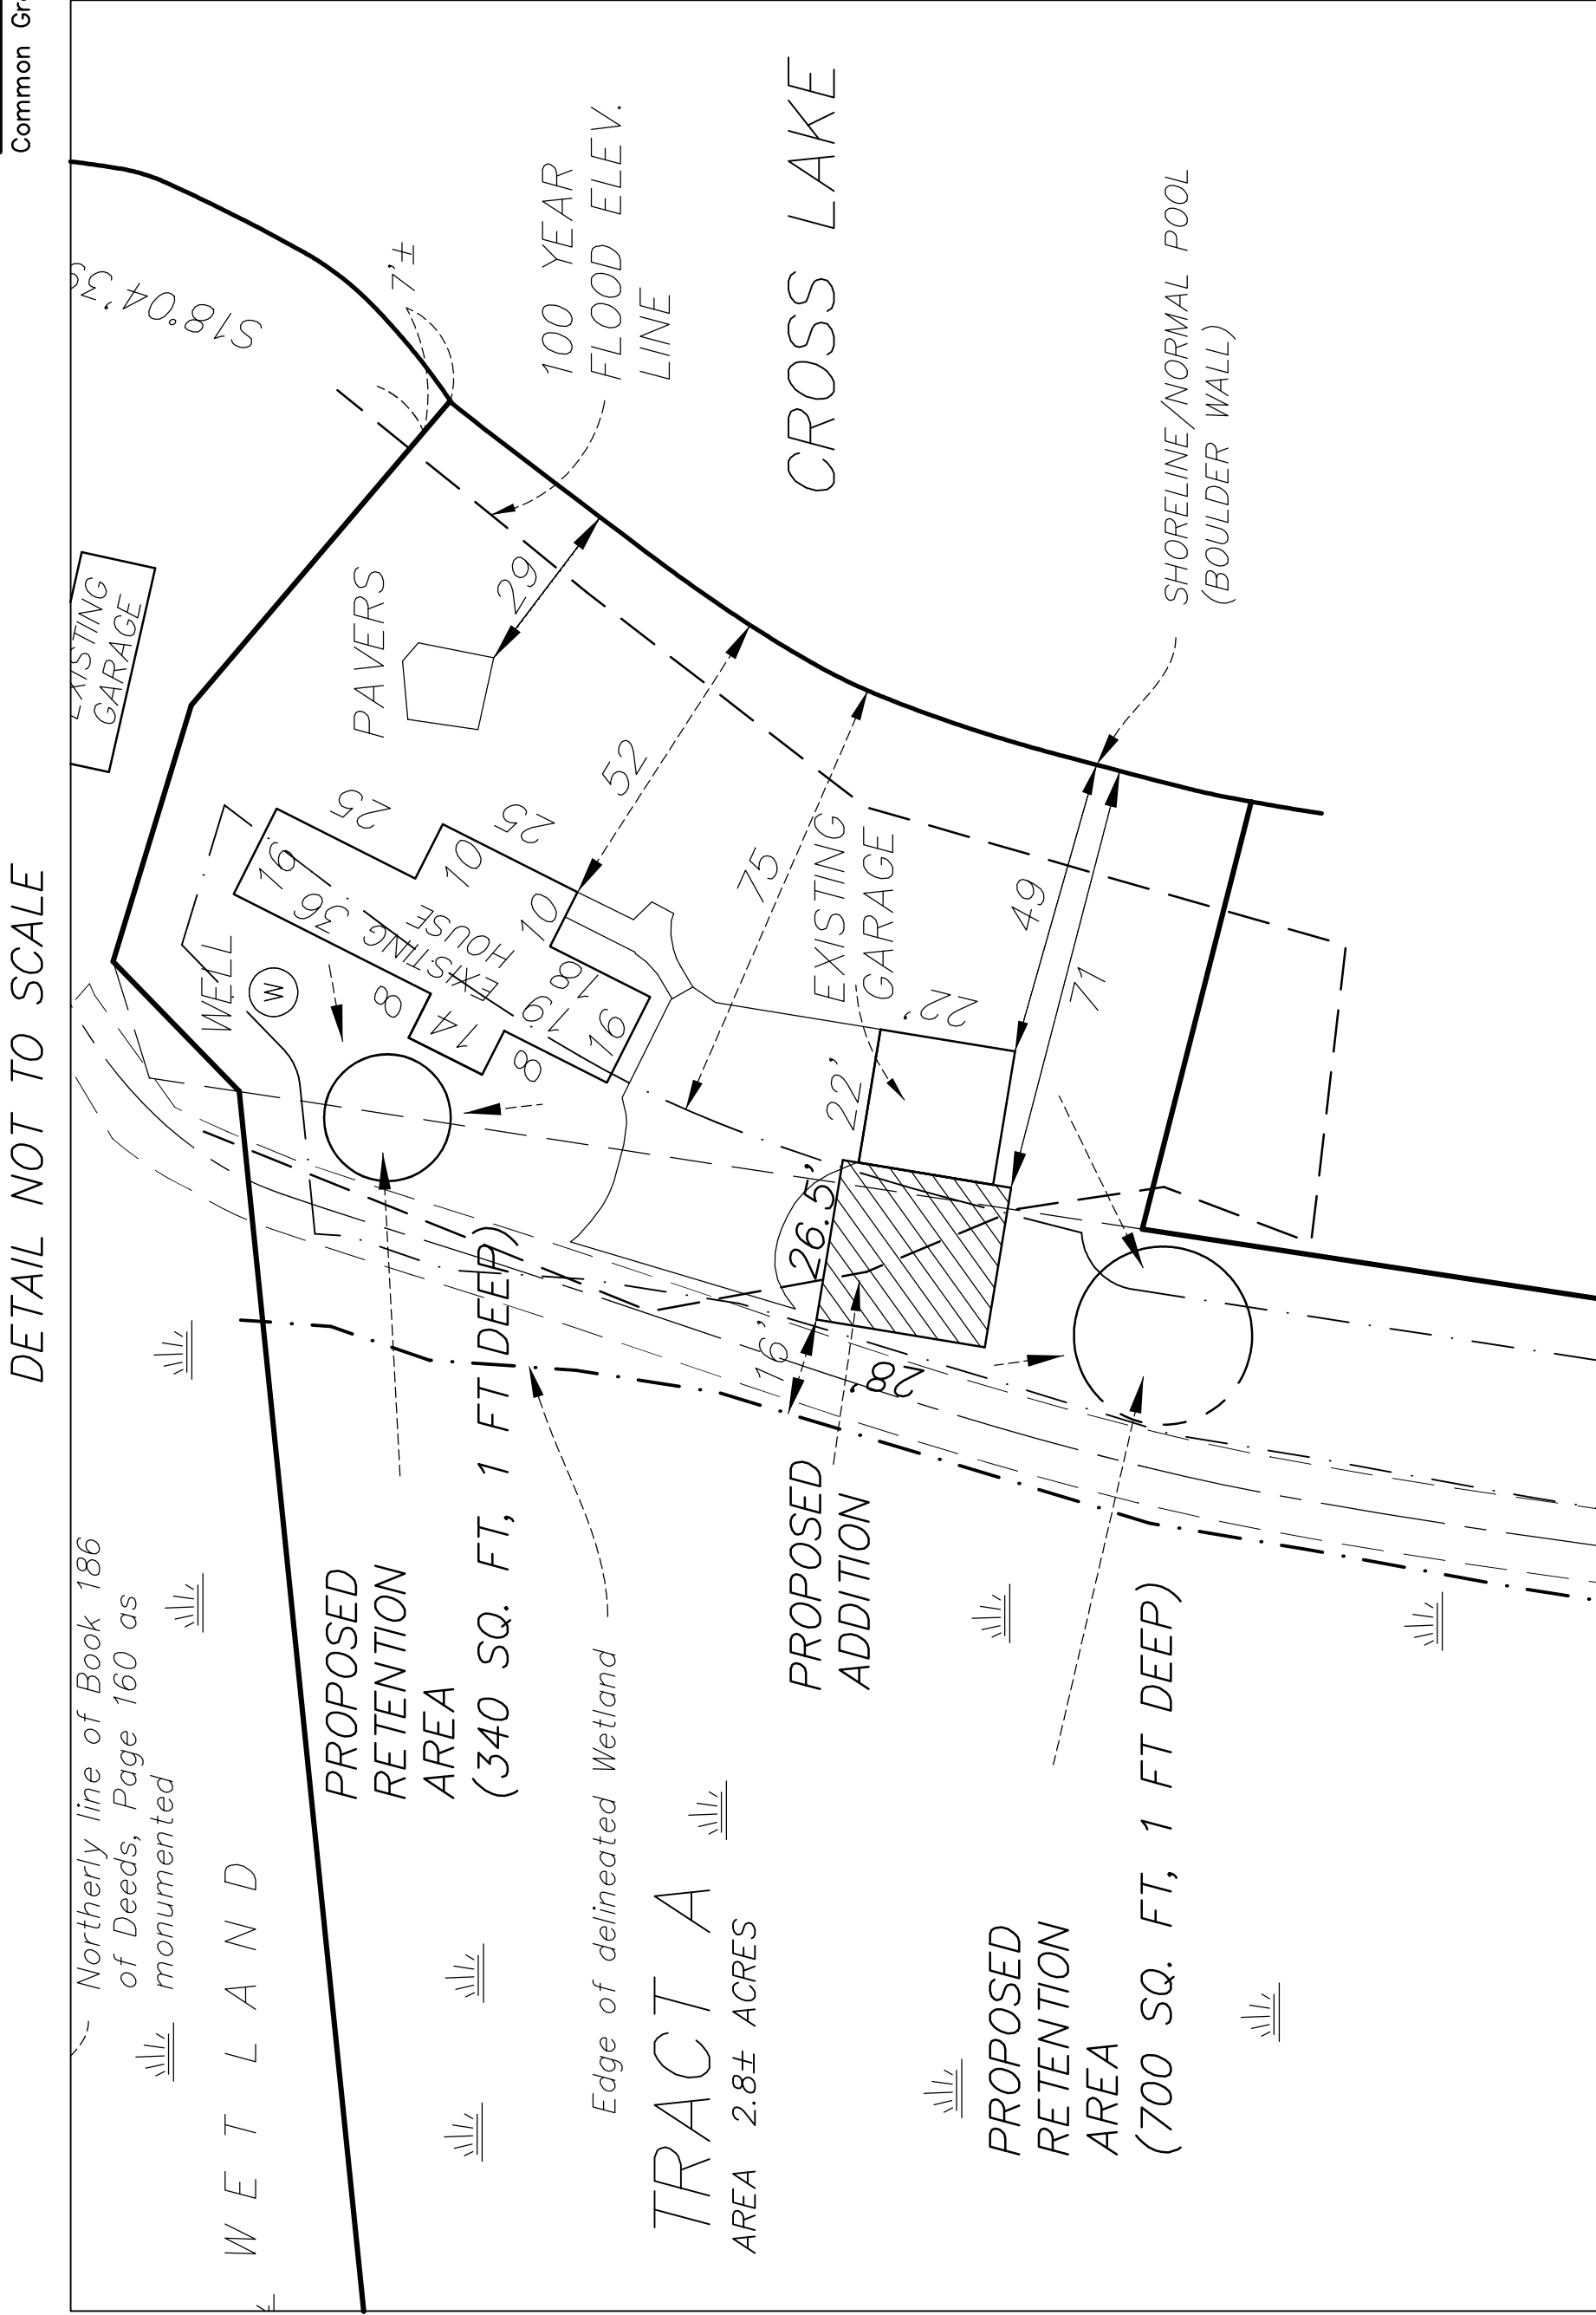 DETAIL NOT TO SCALE
Common
S18°04'
7'±
100 YEAR
FLOOD ELEV.
LINE
CROSS LAKE
SHORELINE/NORMAL POOL
(BOULDER WALL)
EXISTING
GARAGE
PAVERS
29
52
75
49
71
25
25
16
10
10
36
EXISTING
HOUSE
18
19
16
8
14
8
WELL
W
EXISTING
GARAGE
22'
22'
26.5'
16'
28'
Northerly line of Book 186
of Deeds, Page 160 as
monumented
WETLAND
PROPOSED
RETENTION
AREA
(340 SQ. FT, 1 FT DEEP)
Edge of delineated Wetland
TRACT A
AREA 2.8± ACRES
PROPOSED
ADDITION
PROPOSED
RETENTION
AREA
(700 SQ. FT, 1 FT DEEP)